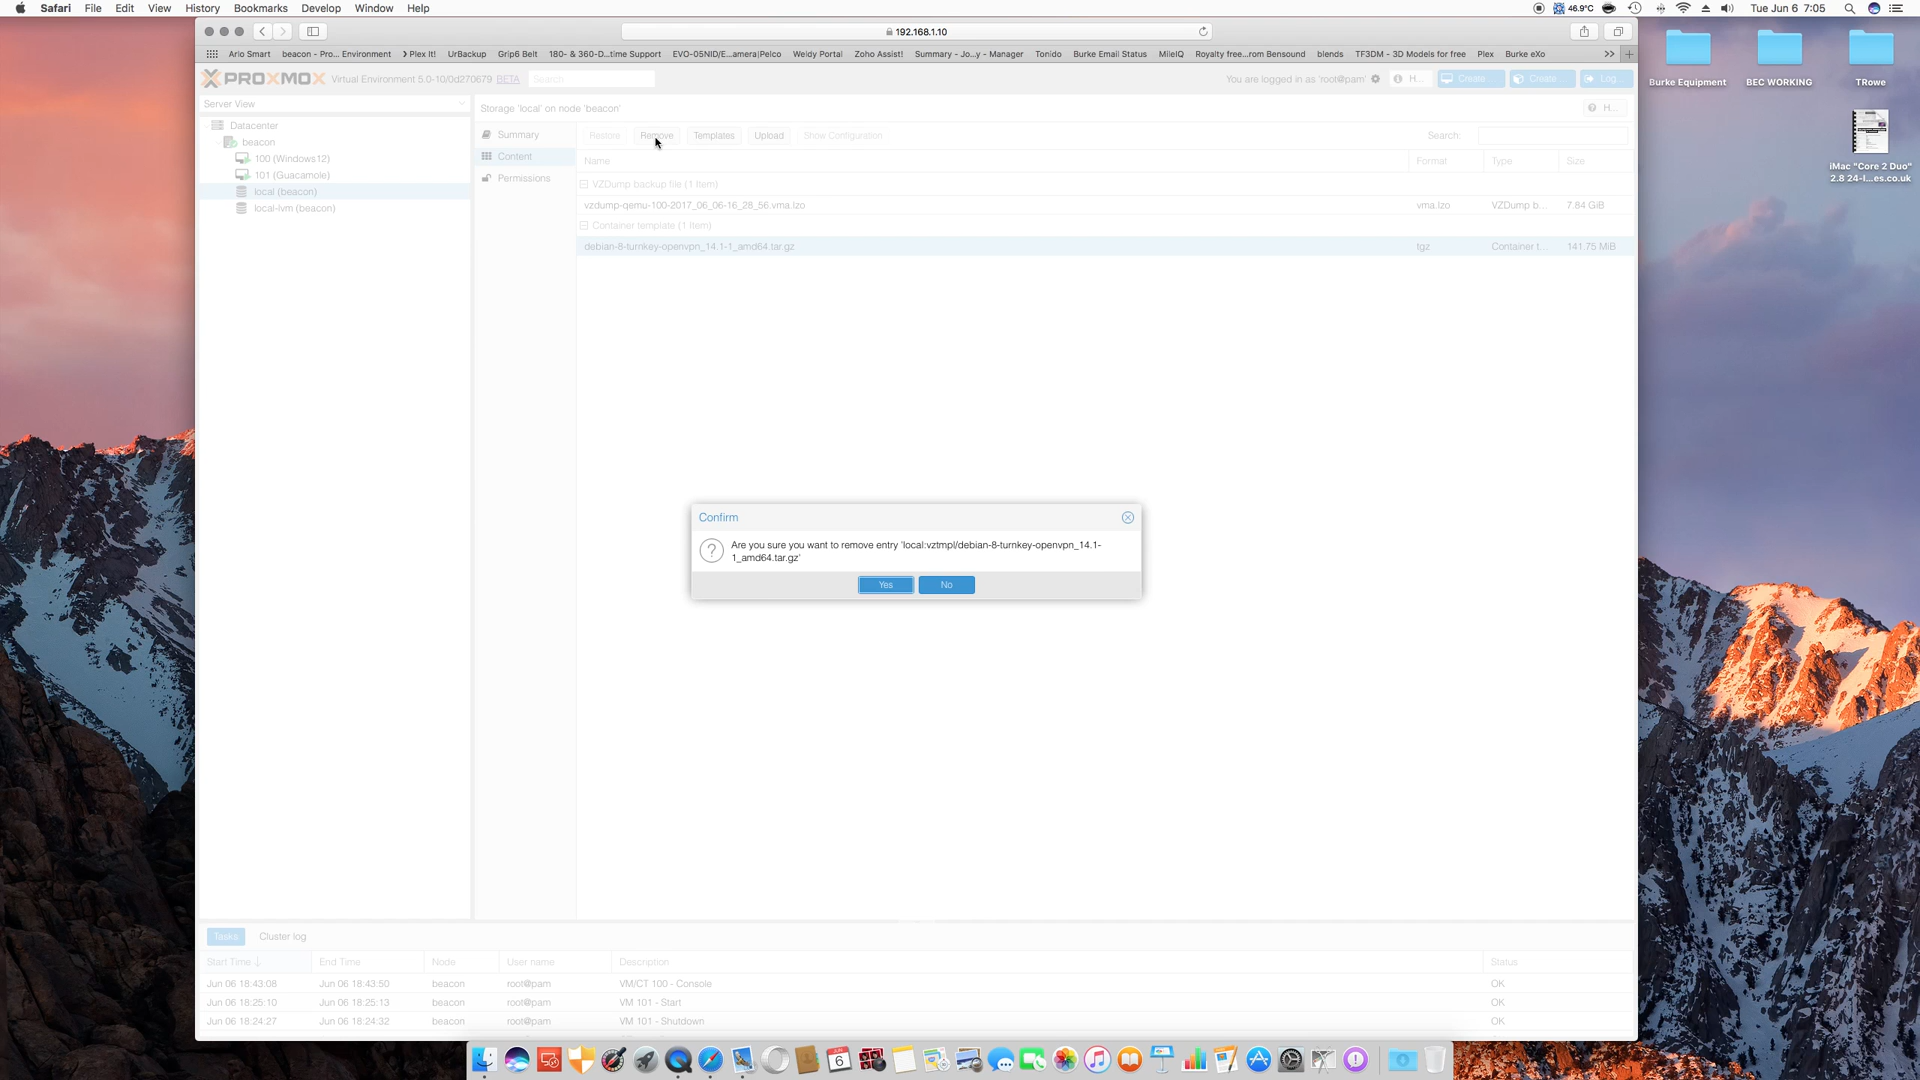 Safari File Edit View History Bookmarks Develop Window Help 46.9°C Tue Jun 6 7:05
192.168.1.10
Arlo Smart beacon - Pro... Environment > Plex It! UrBackup Grip6 Belt 180- & 360-D...time Support EVO-05NID/E...amera|Pelco Weldy Portal Zoho Assist! Summary - Jo...y - Manager Tonido Burke Email Status MileIQ Royalty free...rom Bensound blends TF3DM - 3D Models for free Plex Burke eXo >>
PROXMOX Virtual Environment 5.0-10/0d270679 BETA Search You are logged in as 'root@pam' H... Create Create Log...
Server View
Storage 'local' on node 'beacon' H...
Datacenter
beacon
100 (Windows12)
101 (Guacamole)
local (beacon)
local-lvm (beacon)
Summary
Content
Permissions
Restore Remove Templates Upload Show Configuration Search:
Name Format Type Size
VZDump backup file (1 Item)
vzdump-qemu-100-2017_06_06-16_28_56.vma.lzo vma.lzo VZDump b... 7.84 GiB
Container template (1 Item)
debian-8-turnkey-openvpn_14.1-1_amd64.tar.gz tgz Container t... 141.75 MiB
Confirm
Are you sure you want to remove entry 'local:vztmpl/debian-8-turnkey-openvpn_14.1-
1_amd64.tar.gz'
Yes No
Tasks Cluster log
Start Time End Time Node User name Description Status
Jun 06 18:43:08 Jun 06 18:43:50 beacon root@pam VM/CT 100 - Console OK
Jun 06 18:25:10 Jun 06 18:25:13 beacon root@pam VM 101 - Start OK
Jun 06 18:24:27 Jun 06 18:24:32 beacon root@pam VM 101 - Shutdown OK
Burke Equipment
BEC WORKING
TRowe
iMac "Core 2 Duo"
2.8 24-I...es.co.uk